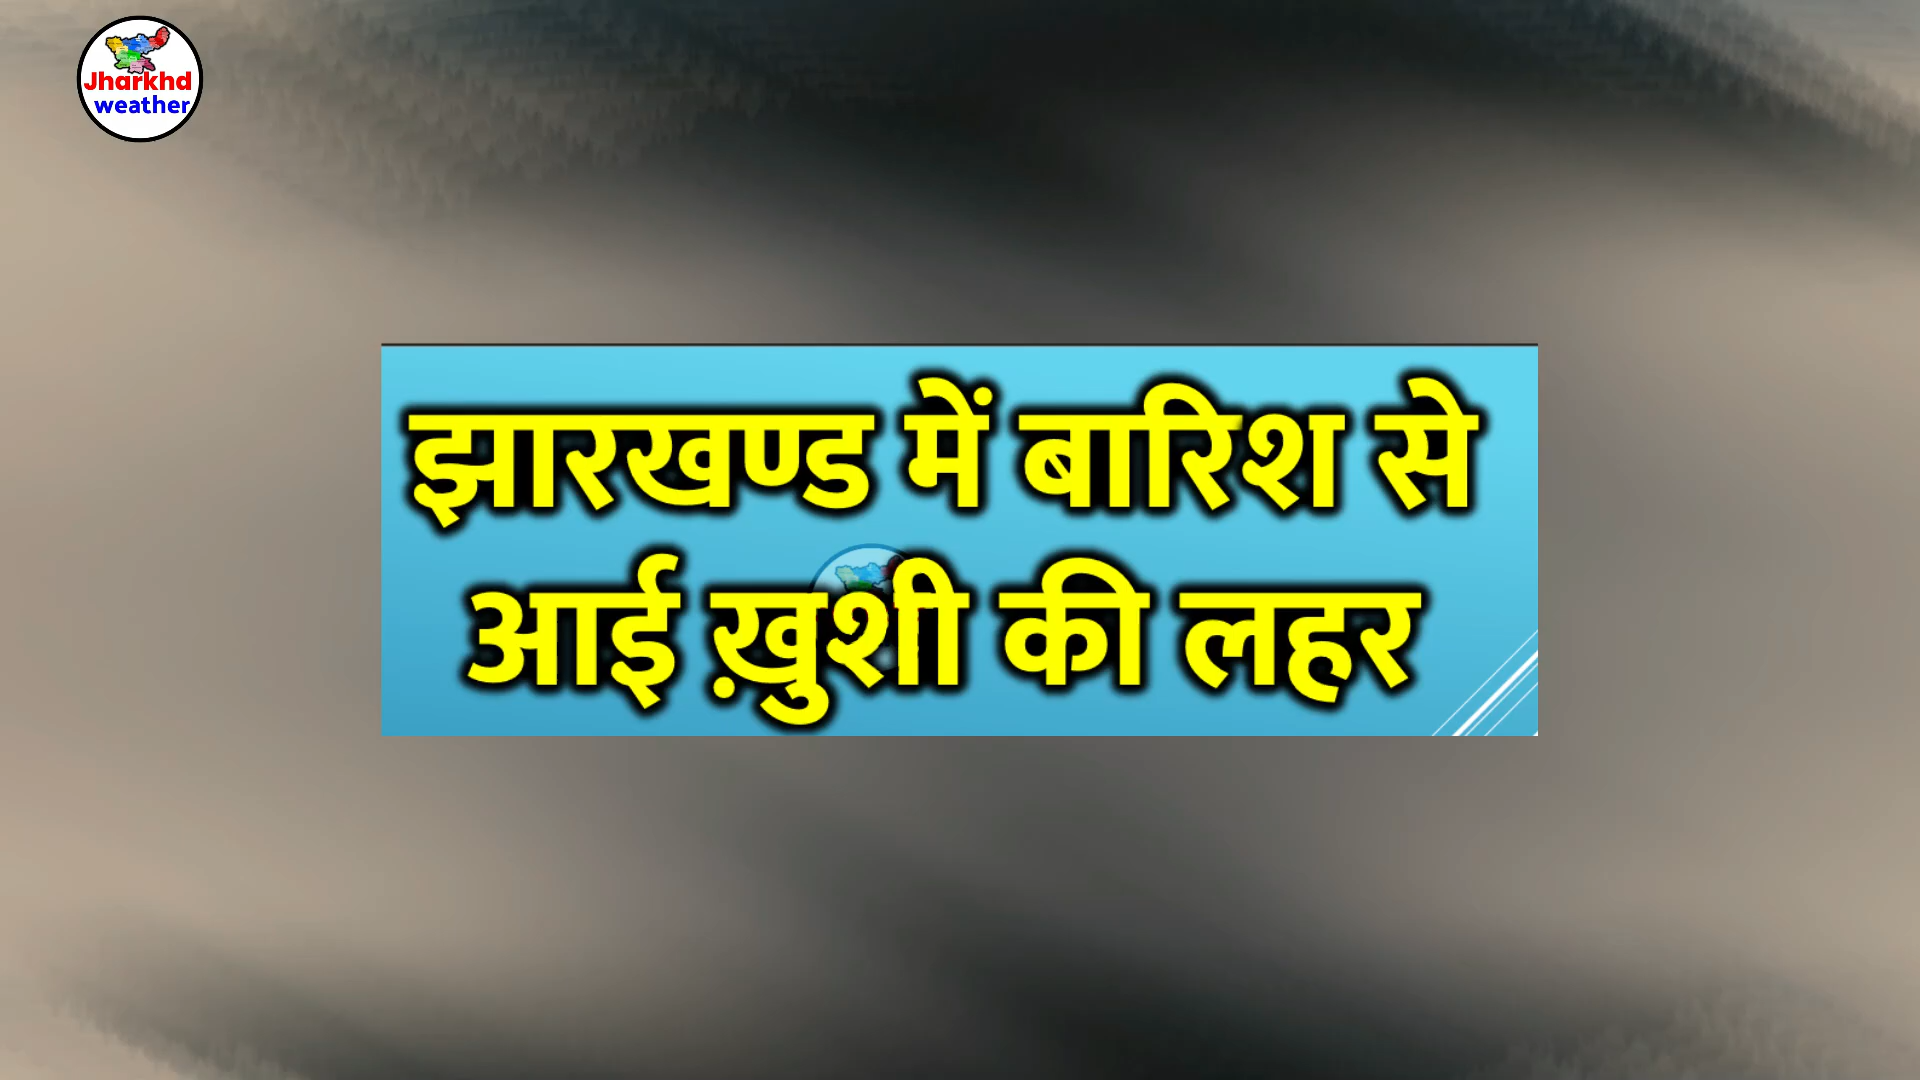 Jharkhd
weather
झारखण्ड में बारिश से
आई ख़ुशी की लहर